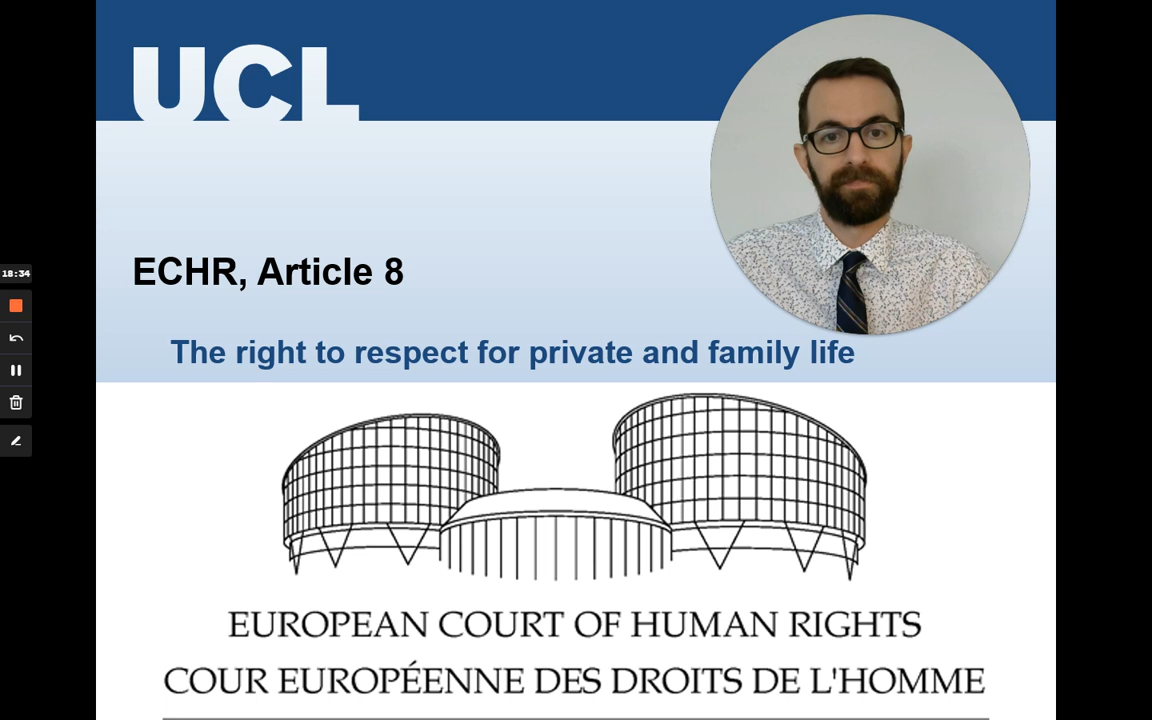 UCL
ECHR, Article 8
The right to respect for private and family life
18:34
EUROPEAN COURT OF HUMAN RIGHTS
COUR EUROPÉENNE DES DROITS DE L'HOMME